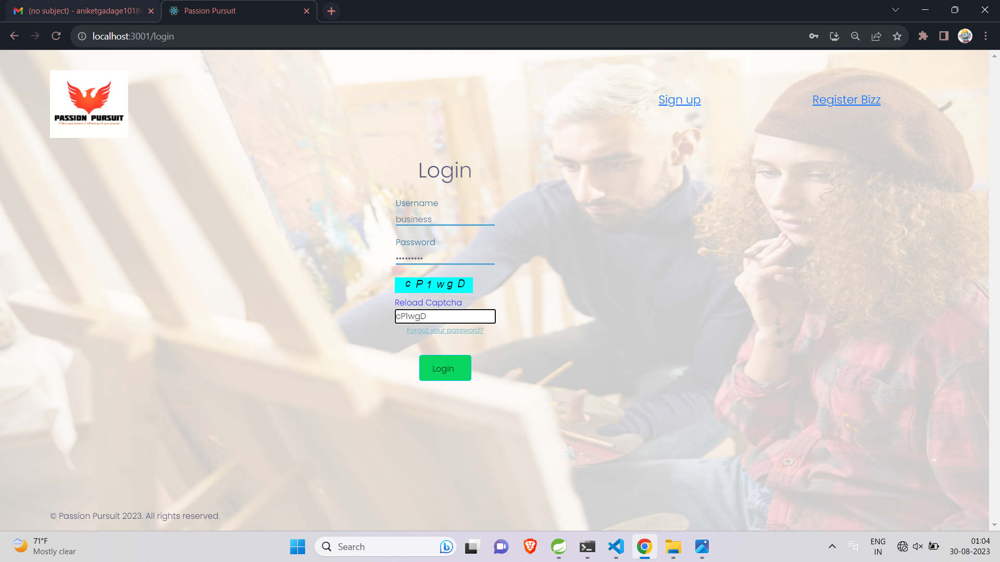 (no subject) - aniketgadage1018
Passion Pursuit
localhost:3001/login
PASSION PURSUIT
Sign up
Register Bizz
Login
Username
business
Password
•••••••••
c P 1 w g D
Reload Captcha
cP1wgD
Forgot your password?
Login
© Passion Pursuit 2023. All rights reserved.
71°F
Mostly clear
Search
ENG
IN
01:04
30-08-2023